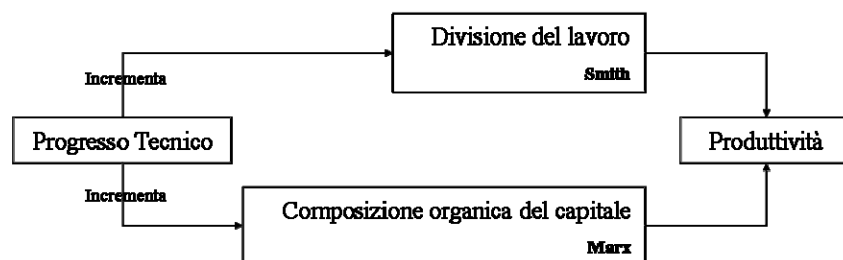 Divisione del lavoro
Smith
Incrementa
Progresso Tecnico
Produttività
Incrementa
Composizione organica del capitale
Marx